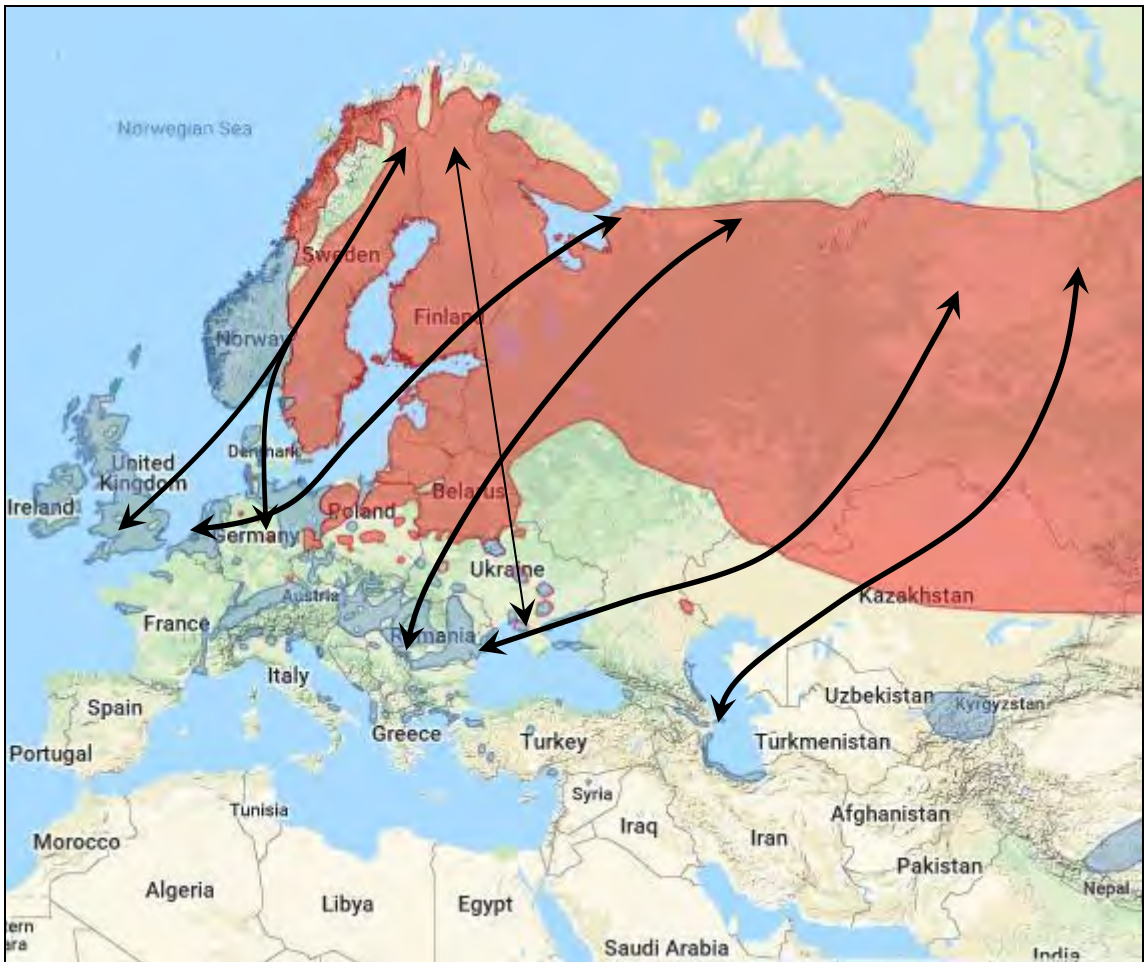 Norwegian Sea
Sweden
Finland
Norway
Denmark
United
Kingdom
Ireland
Belarus
Poland
Germany
Ukraine
Austria
Kazakhstan
France
Romania
Italy
Uzbekistan
Kyrgyzstan
Spain
Greece
Turkey
Turkmenistan
Portugal
Syria
Tunisia
Afghanistan
Iraq
Iran
Morocco
Pakistan
Algeria
Libya
Egypt
Nepal
tern
ara
Saudi Arabia
India